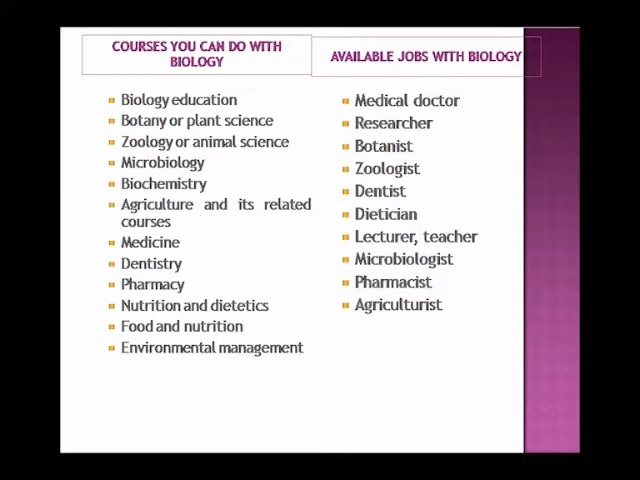 COURSES YOU CAN DO WITH
BIOLOGY
Biology education
Botany or plant science
Zoology or animal science
Microbiology
Biochemistry
Agriculture and its related
courses
Medicine
Dentistry
Pharmacy
Nutrition and dietetics
Food and nutrition
Environmental management
AVAILABLE JOBS WITH BIOLOGY
Medical doctor
Researcher
Botanist
Zoologist
Dentist
Dietician
Lecturer, teacher
Microbiologist
Pharmacist
Agriculturist